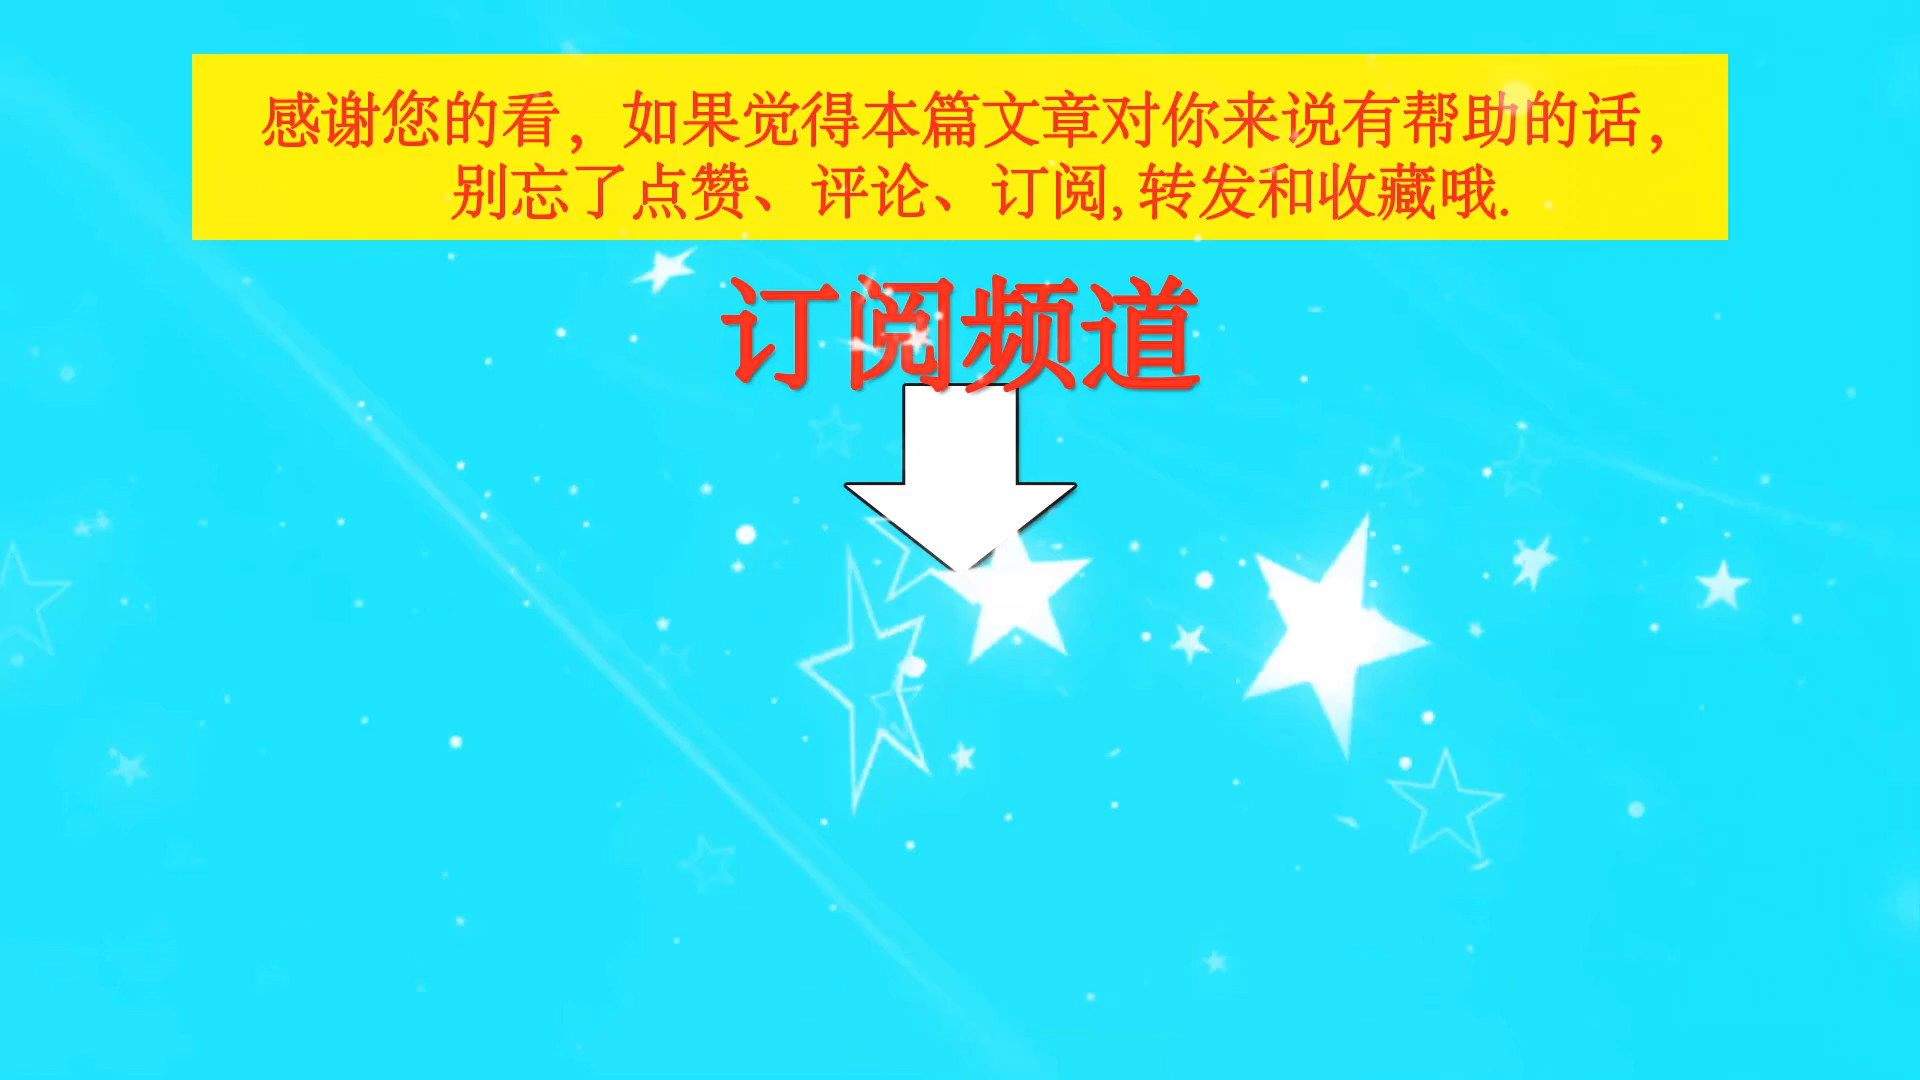 感谢您的看，如果觉得本篇文章对你来说有帮助的话，
别忘了点赞、评论、订阅,转发和收藏哦.
订阅频道